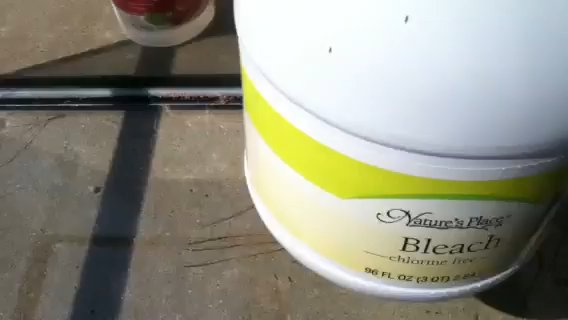 Nature's Place
Bleach
chlorine free
96 FL OZ (3 QT) 2.84